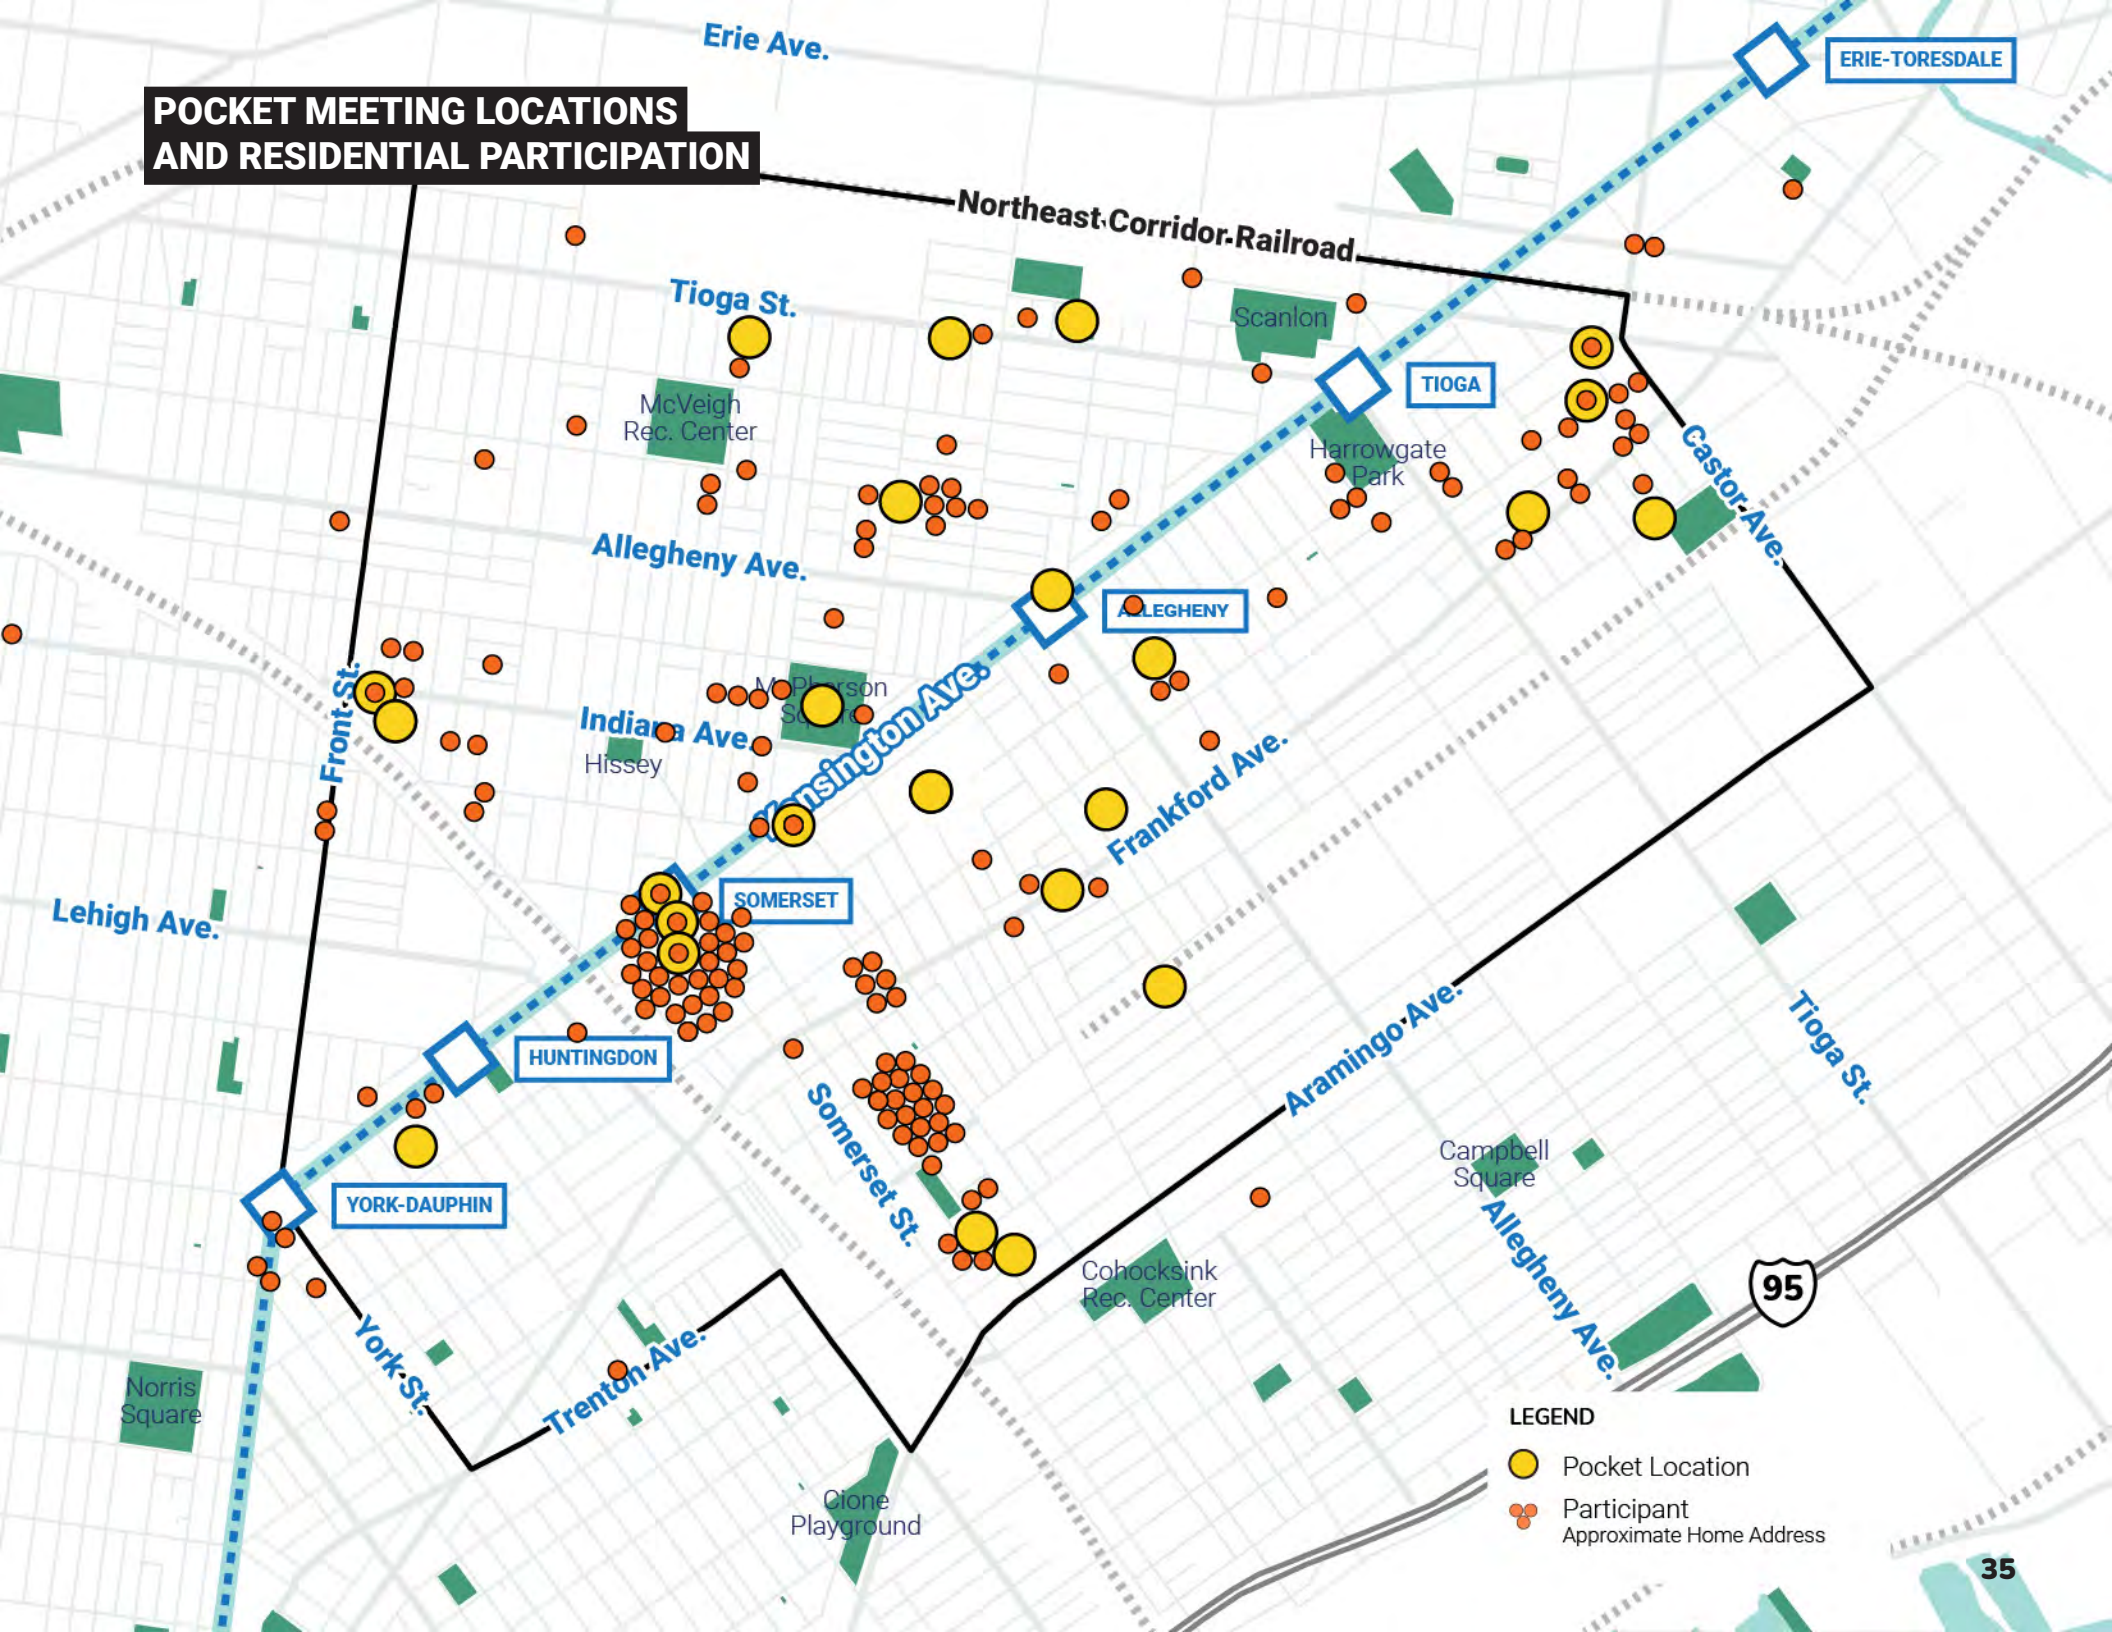 Erie Ave.
ERIE-TORESDALE
POCKET MEETING LOCATIONS
AND RESIDENTIAL PARTICIPATION
Northeast Corridor Railroad
Tioga St.
Scanlon
TIOGA
McVeigh
Rec. Center
Harrowgate
Park
Castor Ave.
Allegheny Ave.
ALLEGHENY
Front St.
McPherson
Square
Indiana Ave.
Hissey
Kensington Ave.
Frankford Ave.
SOMERSET
Lehigh Ave.
HUNTINGDON
Aramingo Ave.
Tioga St.
Somerset St.
Campbell
Square
YORK-DAUPHIN
Allegheny Ave.
Cohocksink
Rec. Center
95
York St.
Trenton Ave.
Norris
Square
Cione
Playground
LEGEND
Pocket Location
Participant
Approximate Home Address
35